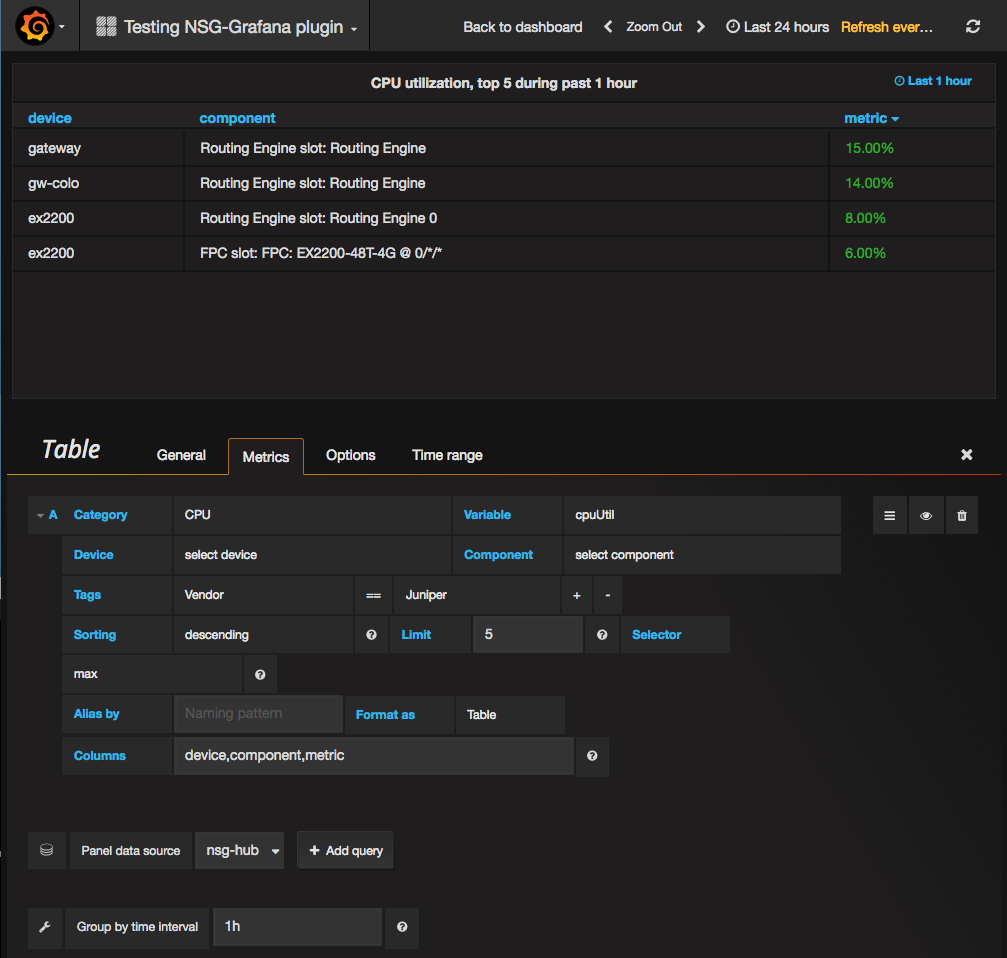 Testing NSG-Grafana plugin Back to dashboard Zoom Out Last 24 hours Refresh ever...
CPU utilization, top 5 during past 1 hour Last 1 hour
device component metric
gateway Routing Engine slot: Routing Engine 15.00%
gw-colo Routing Engine slot: Routing Engine 14.00%
ex2200 Routing Engine slot: Routing Engine 0 8.00%
ex2200 FPC slot: FPC: EX2200-48T-4G @ 0/*/* 6.00%
Table General Metrics Options Time range
A Category CPU Variable cpuUtil
Device select device Component select component
Tags Vendor == Juniper + -
Sorting descending Limit 5 Selector
max
Alias by Naming pattern Format as Table
Columns device,component,metric
Panel data source nsg-hub + Add query
Group by time interval 1h